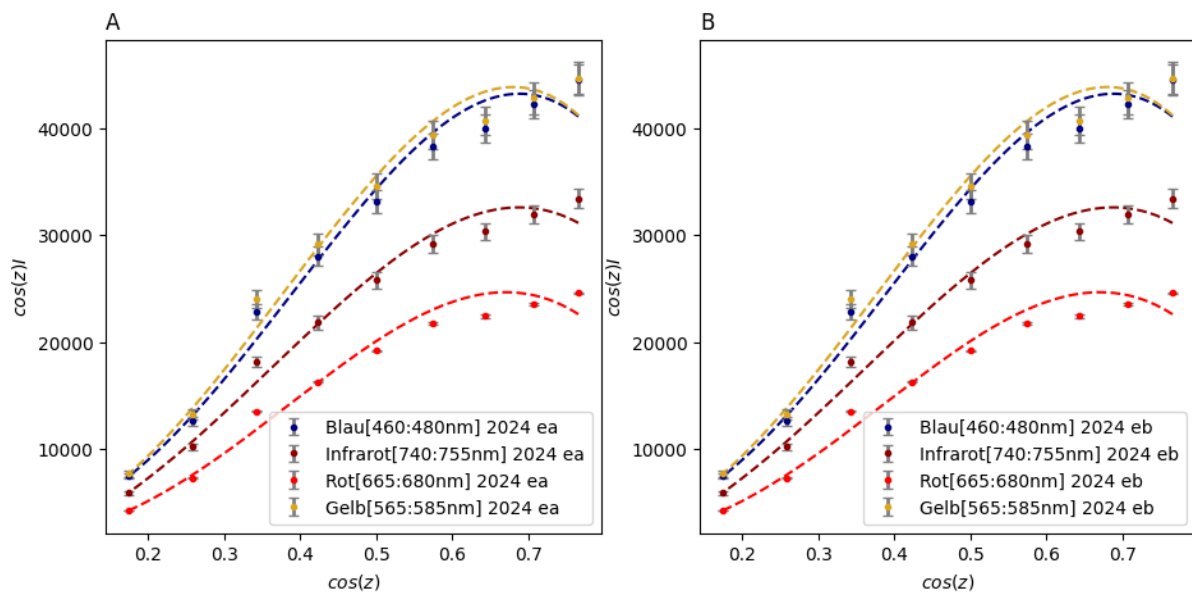 A
40000
30000
20000
10000
cos(z)I
0.2 0.3 0.4 0.5 0.6 0.7
cos(z)
Blau[460:480nm] 2024 ea
Infrarot[740:755nm] 2024 ea
Rot[665:680nm] 2024 ea
Gelb[565:585nm] 2024 ea
B
40000
30000
20000
10000
cos(z)I
0.2 0.3 0.4 0.5 0.6 0.7
cos(z)
Blau[460:480nm] 2024 eb
Infrarot[740:755nm] 2024 eb
Rot[665:680nm] 2024 eb
Gelb[565:585nm] 2024 eb